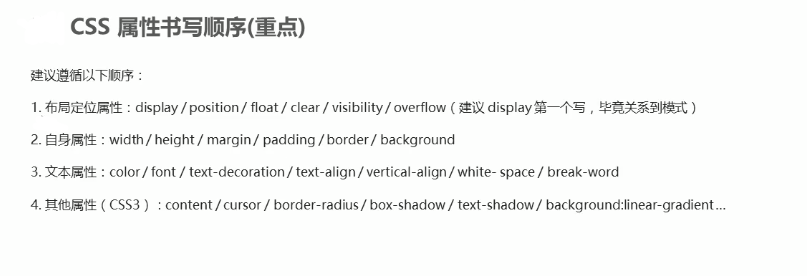 CSS 属性书写顺序(重点)
建议遵循以下顺序：
1. 布局定位属性：display / position / float / clear / visibility / overflow（建议 display 第一个写，毕竟关系到模式）
2. 自身属性：width / height / margin / padding / border / background
3. 文本属性：color / font / text-decoration / text-align / vertical-align / white- space / break-word
4. 其他属性（CSS3）：content / cursor / border-radius / box-shadow / text-shadow / background:linear-gradient…